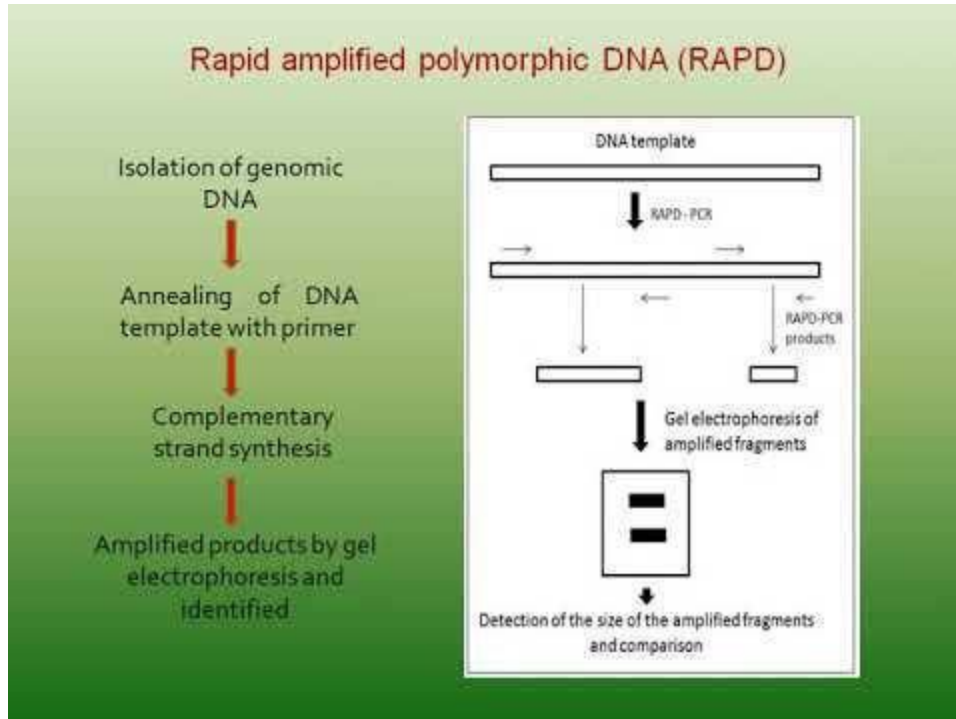 Rapid amplified polymorphic DNA (RAPD)
Isolation of genomic
DNA
Annealing of DNA
template with primer
Complementary
strand synthesis
Amplified products by gel
electrophoresis and
identified
DNA template
RAPD - PCR
RAPD-PCR
products
Gel electrophoresis of
amplified fragments
Detection of the size of the amplified fragments
and comparison